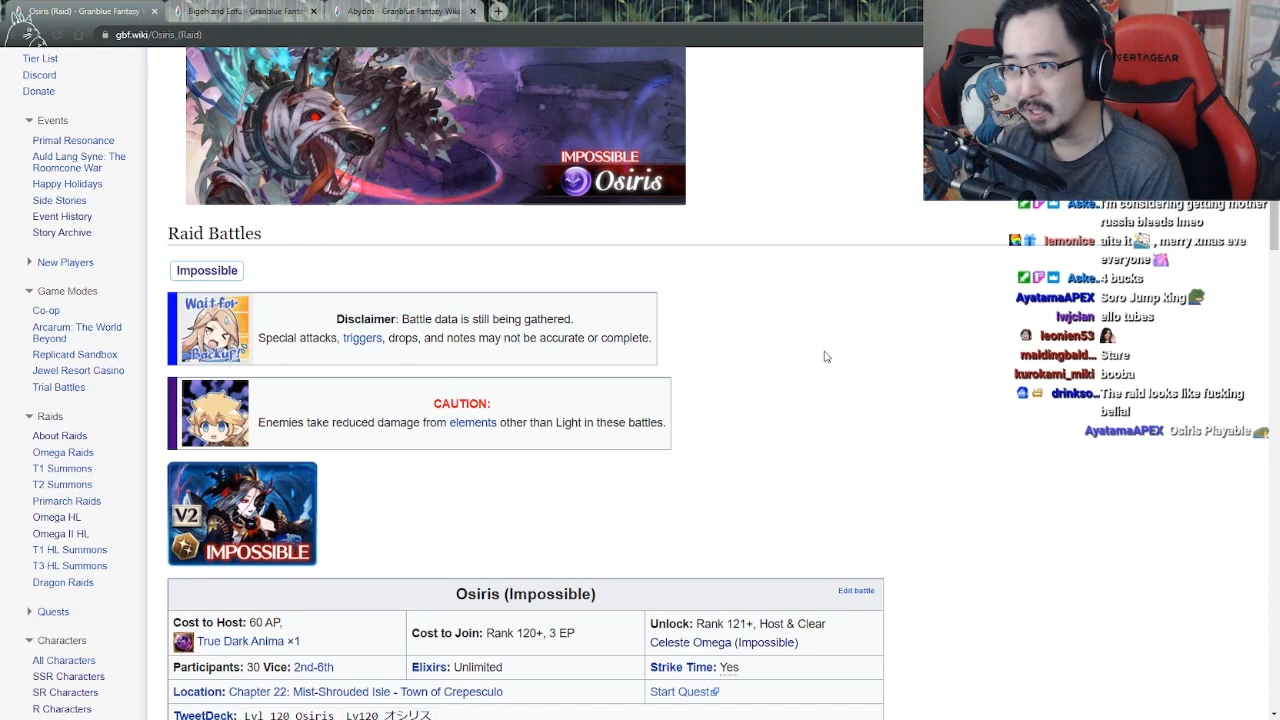 Osiris (Raid) - Granblue Fantasy
Bigeh and Edfu - Granblue Fanta
Abydos - Granblue Fantasy Wiki
gbf.wiki/Osiris_(Raid)
Tier List
Discord
Donate
Events
Primal Resonance
Auld Lang Syne: The
Roomcone War
Happy Holidays
Side Stories
Event History
Story Archive
New Players
Game Modes
Co-op
Arcarum: The World
Beyond
Replicard Sandbox
Jewel Resort Casino
Trial Battles
Raids
About Raids
Omega Raids
T1 Summons
T2 Summons
Primarch Raids
Omega HL
Omega II HL
T1 HL Summons
T3 HL Summons
Dragon Raids
Quests
Characters
All Characters
SSR Characters
SR Characters
R Characters
IMPOSSIBLE
Osiris
Raid Battles
Impossible
Wait for
Backup!
Disclaimer: Battle data is still being gathered.
Special attacks, triggers, drops, and notes may not be accurate or complete.
CAUTION:
Enemies take reduced damage from elements other than Light in these battles.
V2
IMPOSSIBLE
Osiris (Impossible)
Edit battle
Cost to Host: 60 AP,
True Dark Anima ×1
Cost to Join: Rank 120+, 3 EP
Unlock: Rank 121+, Host & Clear
Celeste Omega (Impossible)
Participants: 30 Vice: 2nd-6th
Elixirs: Unlimited
Strike Time: Yes
Location: Chapter 22: Mist-Shrouded Isle - Town of Crepesculo
Start Quest
TweetDeck: Lvl 120 Osiris Lv120 オシリス
FERTAGEAR
Aske.. I'm considering getting mother
russia bleeds lmeo
lemonice aite it , merry xmas eve
everyone
Aske.. 4 bucks
AyatamaAPEX Soro Jump king
lwjclan ello tubes
leonien53
maldingbald... Stare
kurokami_miki booba
drinkso... The raid looks like fucking
belial
AyatamaAPEX Osiris Playable